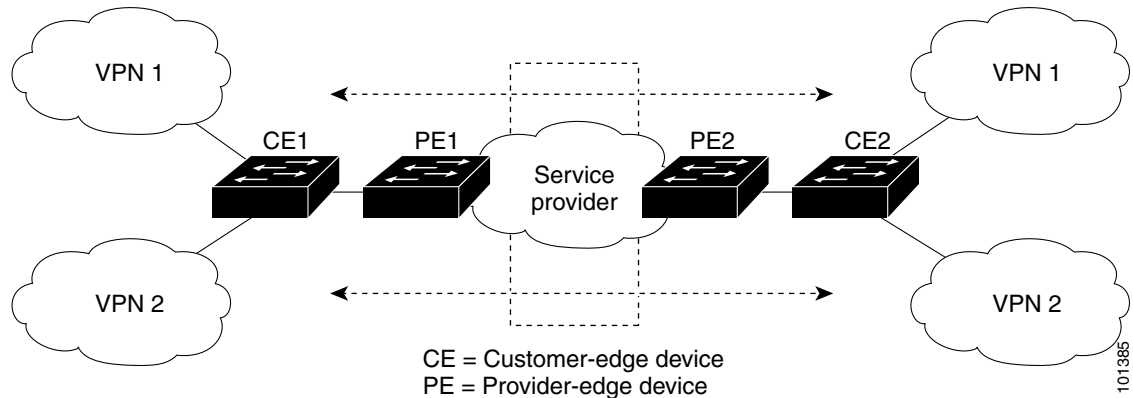 VPN 1
VPN 1
CE1
PE1
PE2
CE2
Service
provider
VPN 2
VPN 2
CE = Customer-edge device
PE = Provider-edge device
101385